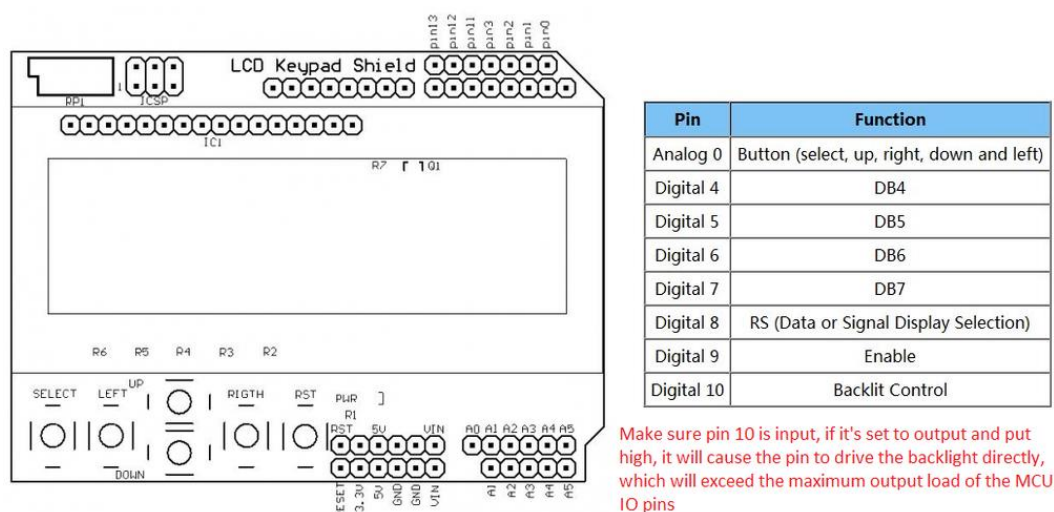 pin13 pin12 pin11 pin3 pin2 pin1 pin0
LCD Keypad Shield
1
RP1 ICSP
IC1
R7 Q1
R6 R5 R4 R3 R2
SELECT LEFT UP RIGTH RST PWR
R1
RST 5V VIN A0 A1 A2 A3 A4 A5
DOWN
3.3V 5V GND GND VIN A1 A2 A3 A4 A5
Pin Function
Analog 0 Button (select, up, right, down and left)
Digital 4 DB4
Digital 5 DB5
Digital 6 DB6
Digital 7 DB7
Digital 8 RS (Data or Signal Display Selection)
Digital 9 Enable
Digital 10 Backlit Control
Make sure pin 10 is input, if it's set to output and put
high, it will cause the pin to drive the backlight directly,
which will exceed the maximum output load of the MCU
IO pins